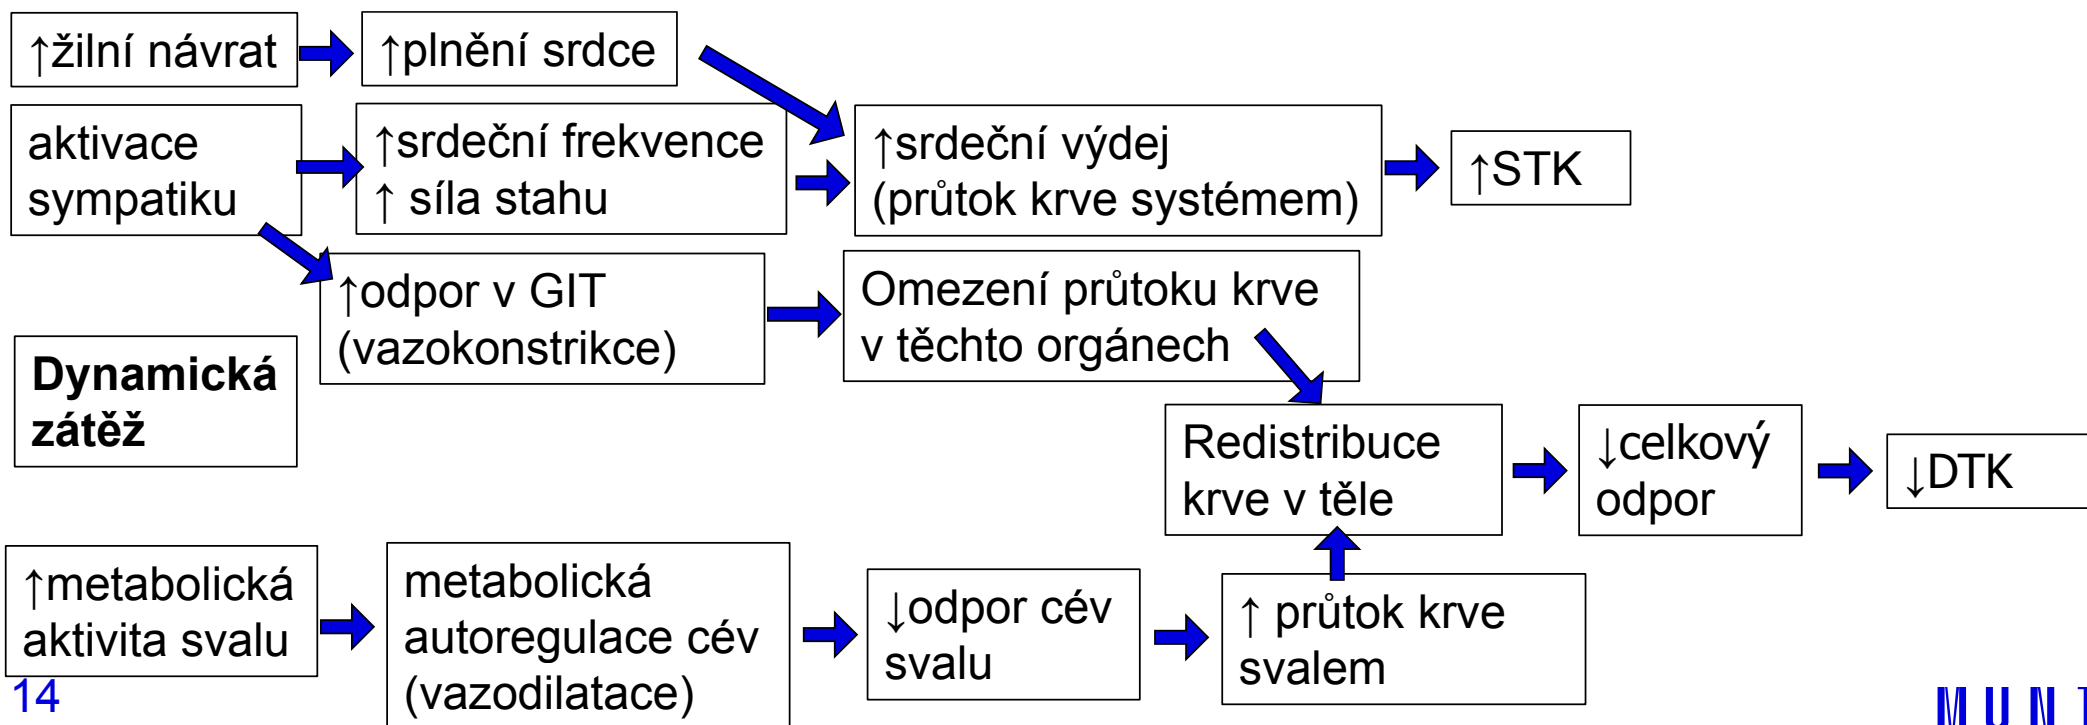 ↑žilní návrat
↑plnění srdce
aktivace
sympatiku
↑srdeční frekvence
↑ síla stahu
↑srdeční výdej
(průtok krve systémem)
↑STK
↑odpor v GIT
(vazokonstrikce)
Omezení průtoku krve
v těchto orgánech
Dynamická
zátěž
Redistribuce
krve v těle
↓celkový
odpor
↓DTK
↑metabolická
aktivita svalu
metabolická
autoregulace cév
(vazodilatace)
↓odpor cév
svalu
↑ průtok krve
svalem
14